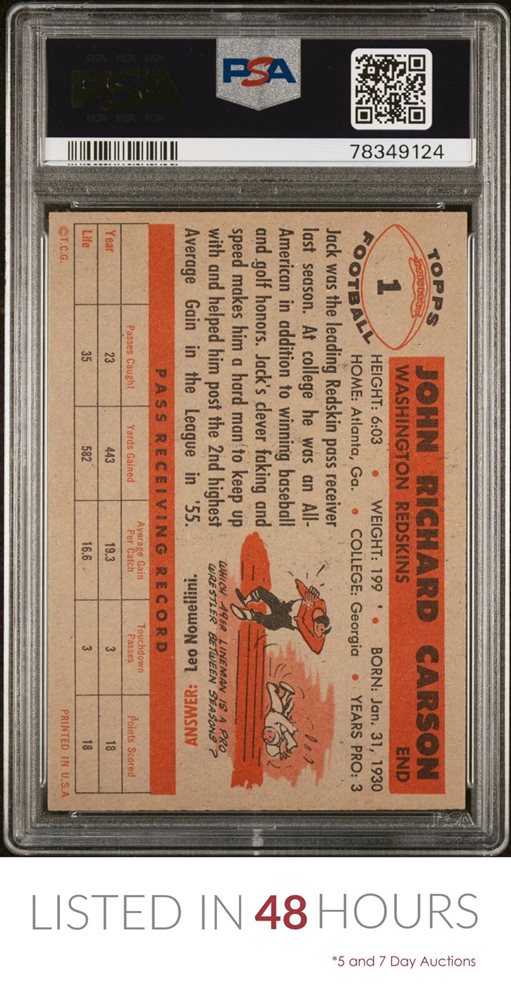 PSA
78349124
TOPPS
1
FOOTBALL
JOHN RICHARD CARSON
WASHINGTON REDSKINS END
HEIGHT: 6:03 • WEIGHT: 199 • BORN: Jan. 31, 1930
HOME: Atlanta, Ga. • COLLEGE: Georgia • YEARS PRO: 3
Jack was the leading Redskin pass receiver
last season. At college he was an All-
American in addition to winning baseball
and golf honors. Jack's clever faking and
speed makes him a hard man to keep up
with and helped him post the 2nd highest
Average Gain in the League in '55.
WHICH 49ER LINEMAN IS A PRO
WRESTLER BETWEEN SEASONS?
ANSWER: Leo Nomellini.
PASS RECEIVING RECORD
Passes Caught Yards Gained Average Gain Per Catch Touchdown Passes Points Scored
Year 23 443 19.3 3 18
Life 35 582 16.6 3 18
©T.C.G. PRINTED IN U.S.A
PSA
LISTED IN 48 HOURS
*5 and 7 Day Auctions